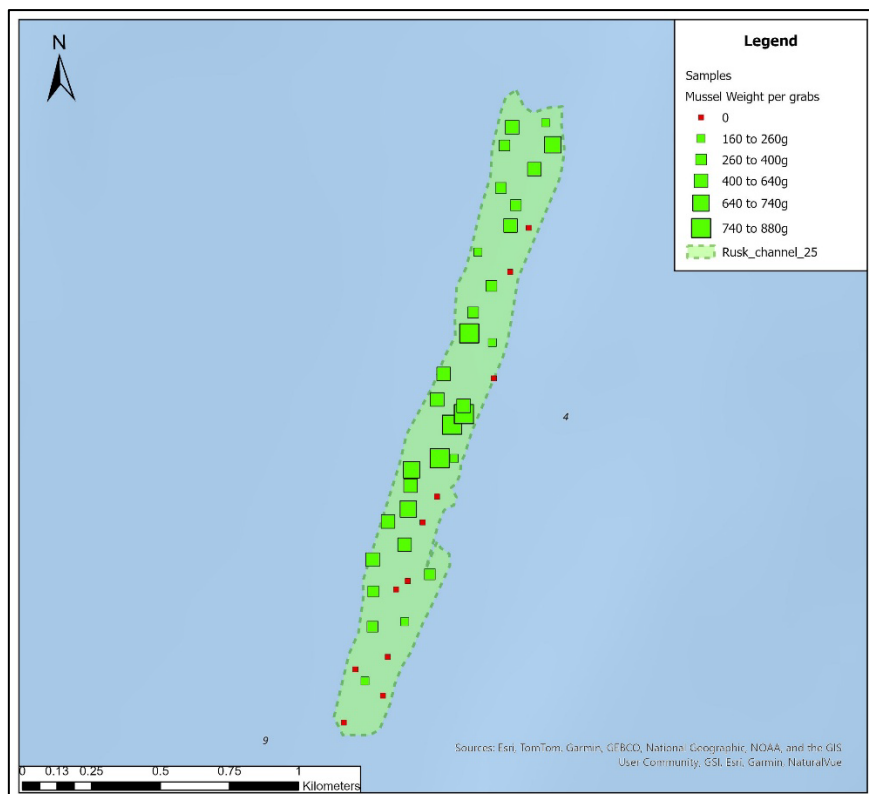 N
Legend
Samples
Mussel Weight per grabs
0
160 to 260g
260 to 400g
400 to 640g
640 to 740g
740 to 880g
Rusk_channel_25
4
9
Sources: Esri, TomTom, Garmin, GEBCO, National Geographic, NOAA, and the GIS
User Community, GSI, Esri, Garmin, NaturalVue
0 0.13 0.25 0.5 0.75 1
Kilometers